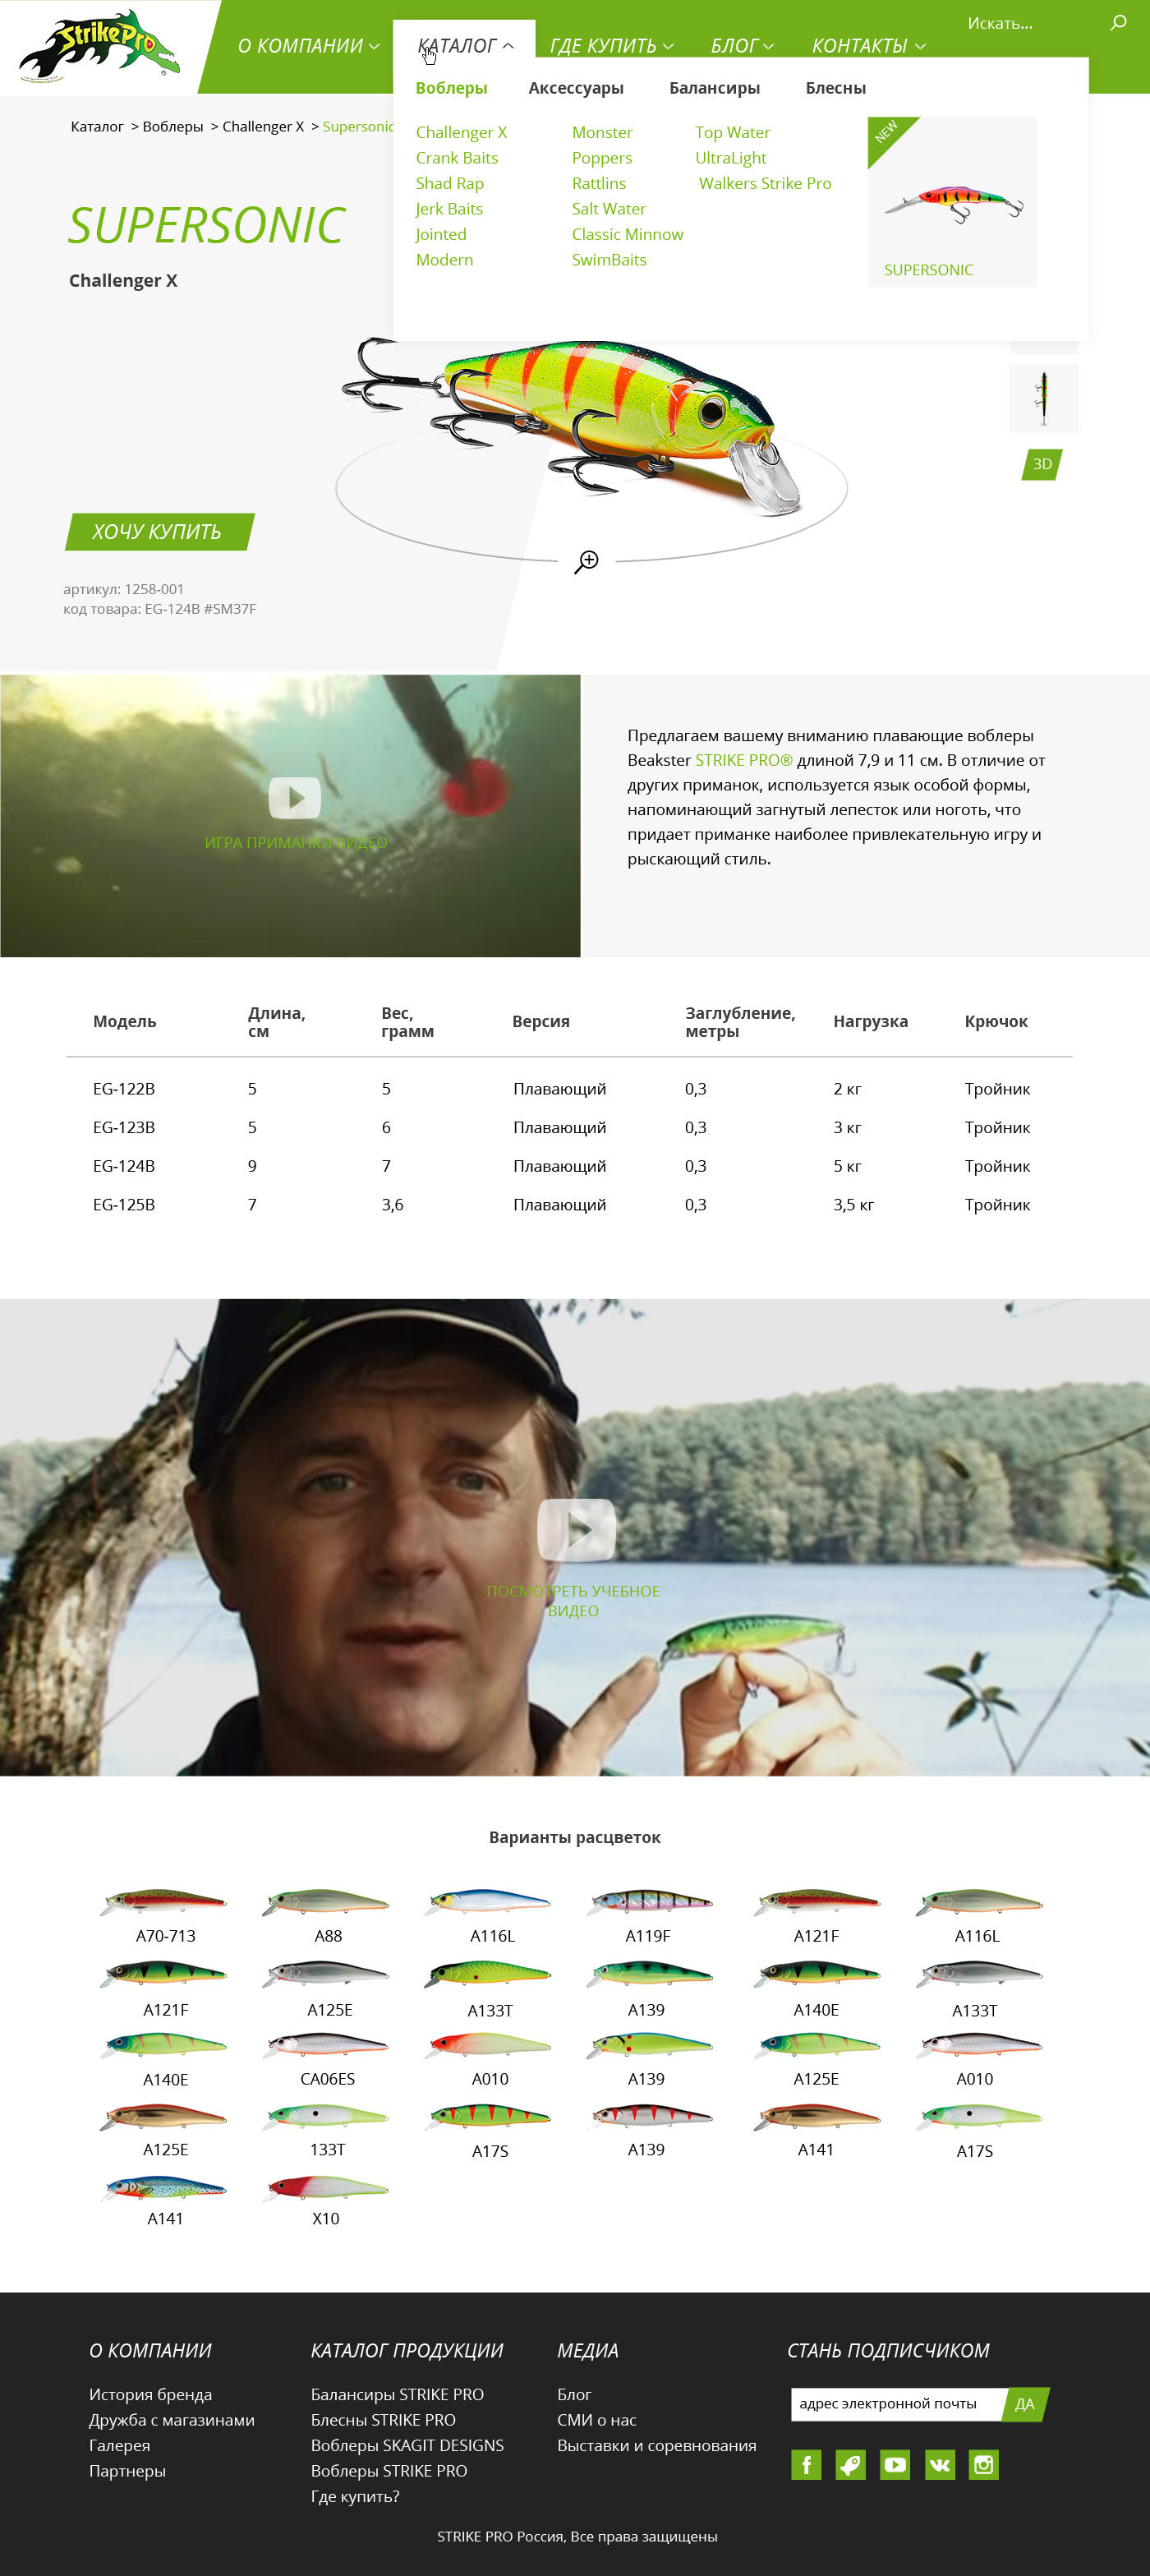 StrikePro
О КОМПАНИИ
КАТАЛОГ
ГДЕ КУПИТЬ
БЛОГ
КОНТАКТЫ
Искать...
Воблеры
Аксессуары
Балансиры
Блесны
Challenger X
Crank Baits
Shad Rap
Jerk Baits
Jointed
Modern
Monster
Poppers
Rattlins
Salt Water
Classic Minnow
SwimBaits
Top Water
UltraLight
Walkers Strike Pro
NEW
SUPERSONIC
Каталог > Воблеры > Challenger X > Supersonic
SUPERSONIC
Challenger X
3D
ХОЧУ КУПИТЬ
артикул: 1258-001
код товара: EG-124B #SM37F
ИГРА ПРИМАНКИ ВИДЕО
Предлагаем вашему вниманию плавающие воблеры
Beakster STRIKE PRO® длиной 7,9 и 11 см. В отличие от
других приманок, используется язык особой формы,
напоминающий загнутый лепесток или ноготь, что
придает приманке наиболее привлекательную игру и
рыскающий стиль.
Модель Длина, см Вес, грамм Версия Заглубление, метры Нагрузка Крючок
EG-122B 5 5 Плавающий 0,3 2 кг Тройник
EG-123B 5 6 Плавающий 0,3 3 кг Тройник
EG-124B 9 7 Плавающий 0,3 5 кг Тройник
EG-125B 7 3,6 Плавающий 0,3 3,5 кг Тройник
ПОСМОТРЕТЬ УЧЕБНОЕ
ВИДЕО
Варианты расцветок
A70-713 A88 A116L A119F A121F A116L
A121F A125E A133T A139 A140E A133T
A140E CA06ES A010 A139 A125E A010
A125E 133T A17S A139 A141 A17S
A141 X10
О КОМПАНИИ
История бренда
Дружба с магазинами
Галерея
Партнеры
КАТАЛОГ ПРОДУКЦИИ
Балансиры STRIKE PRO
Блесны STRIKE PRO
Воблеры SKAGIT DESIGNS
Воблеры STRIKE PRO
Где купить?
МЕДИА
Блог
СМИ о нас
Выставки и соревнования
СТАНЬ ПОДПИСЧИКОМ
адрес электронной почты
ДА
STRIKE PRO Россия, Все права защищены